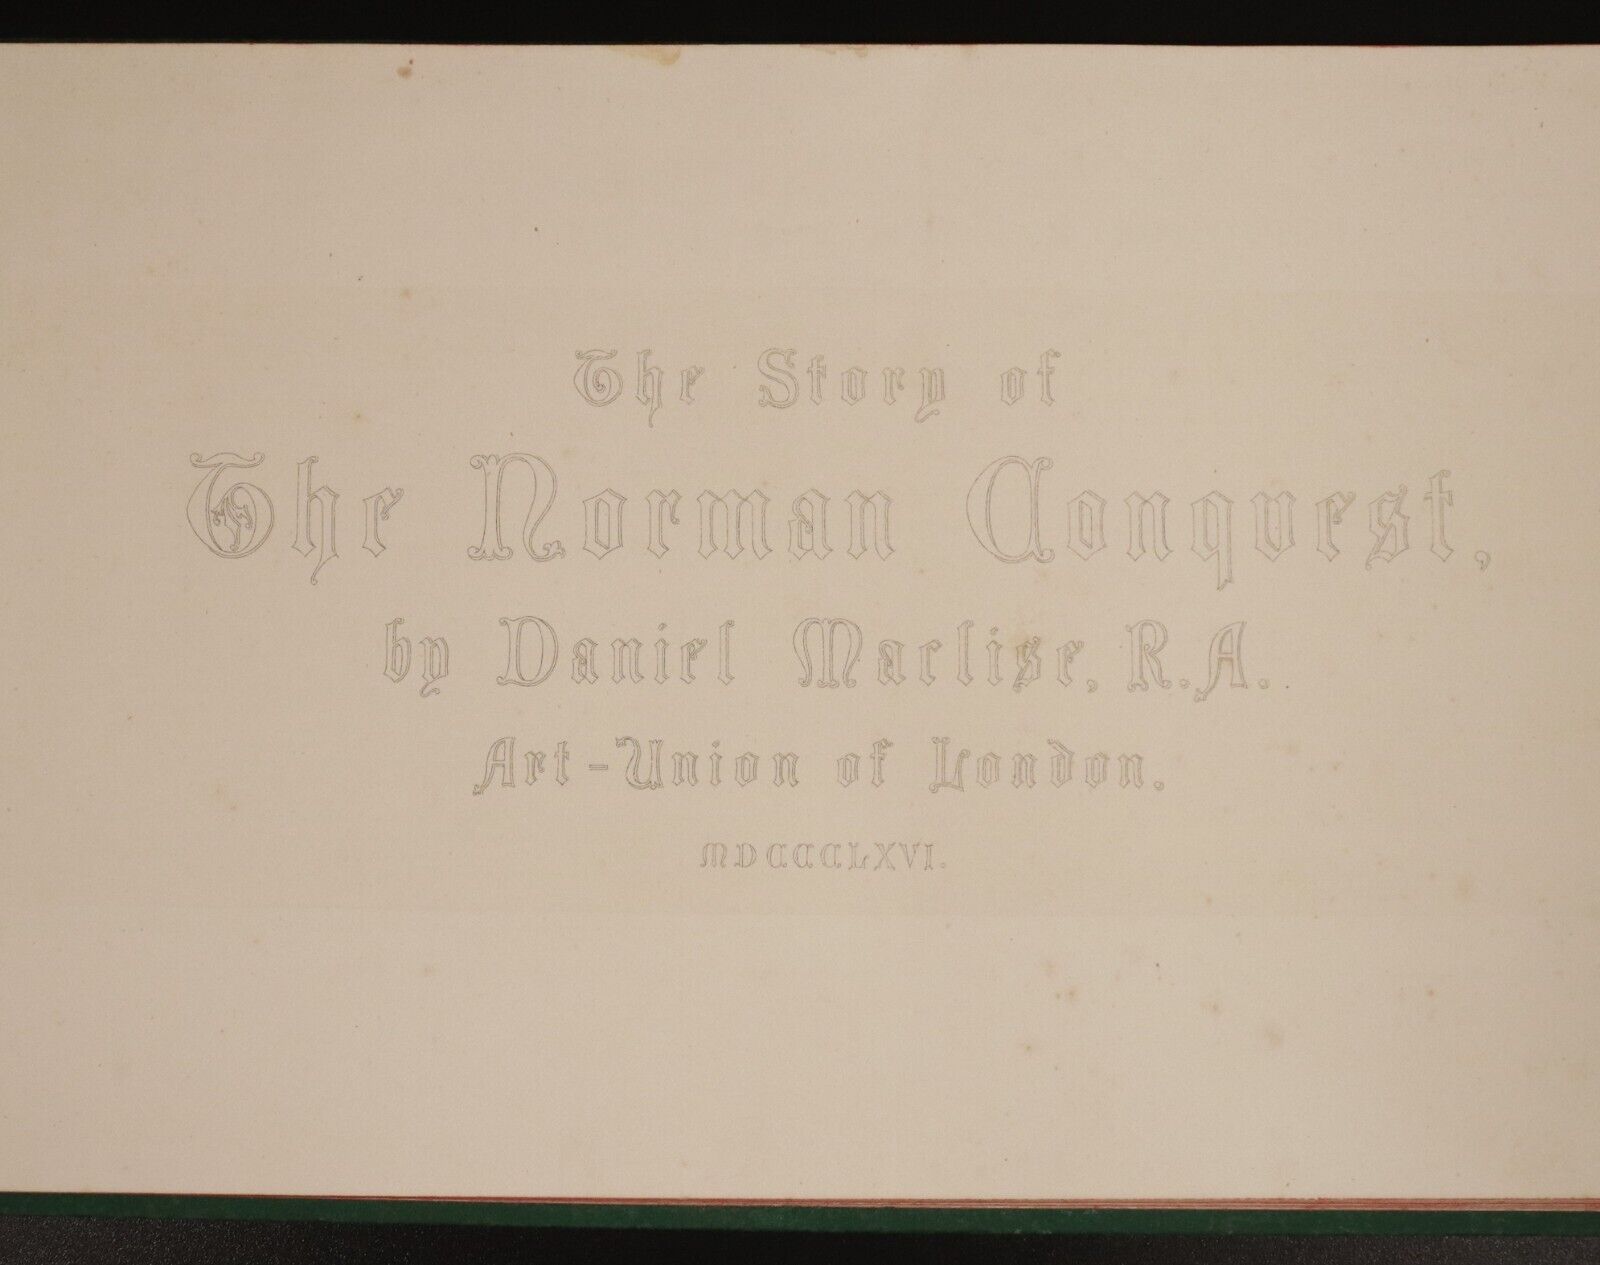 The Story of
The Norman Conquest,
by Daniel Maclise, R.A.
Art-Union of London.
MDCCCLXVI.